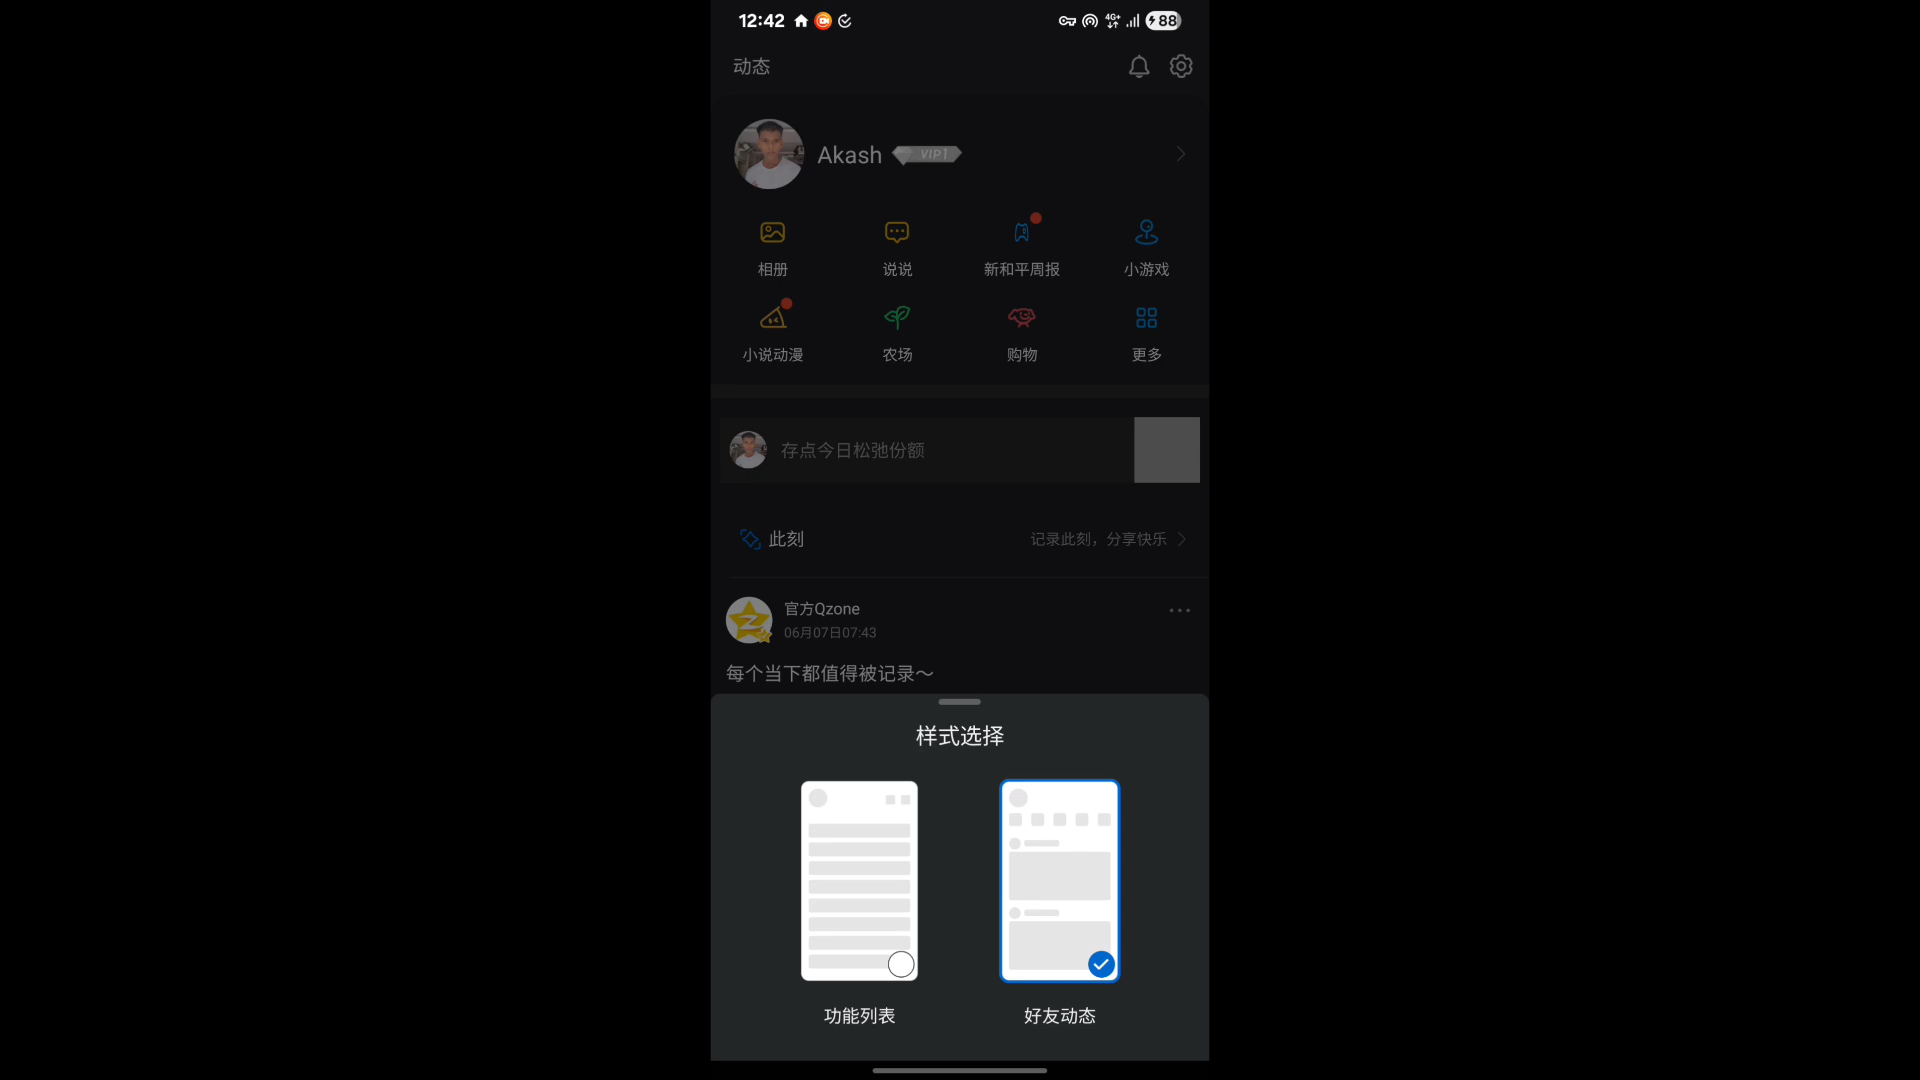 12:42
4G+
88
动态
Akash
VIP1
相册
说说
新和平周报
小游戏
小说动漫
农场
购物
更多
存点今日松弛份额
此刻
记录此刻，分享快乐
官方Qzone
06月07日07:43
每个当下都值得被记录～
样式选择
功能列表
好友动态